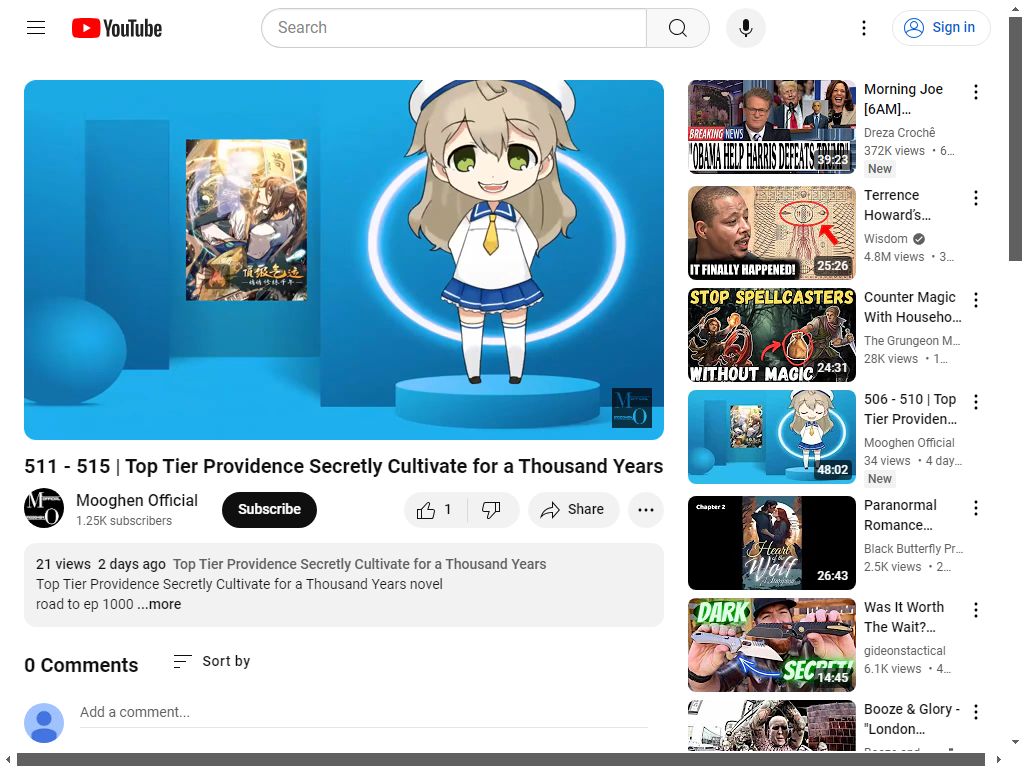 YouTube
Search
Sign in
頂級氣運
悄悄修煉千年
MOOGHEN
511 - 515 | Top Tier Providence Secretly Cultivate for a Thousand Years
Mooghen Official
1.25K subscribers
Subscribe
1
Share
21 views 2 days ago Top Tier Providence Secretly Cultivate for a Thousand Years
Top Tier Providence Secretly Cultivate for a Thousand Years novel
road to ep 1000 ...more
0 Comments
Sort by
Add a comment...
BREAKING NEWS
"OBAMA HELP HARRIS DEFEATS TRUMP"
39:23
Morning Joe
[6AM]...
Dreza Crochê
372K views • 6...
New
IT FINALLY HAPPENED!
25:26
Terrence
Howard's...
Wisdom
4.8M views • 3...
STOP SPELLCASTERS
WITHOUT MAGIC
24:31
Counter Magic
With Househo...
The Grungeon M...
28K views • 1...
48:02
506 - 510 | Top
Tier Providen...
Mooghen Official
34 views • 4 day...
New
Chapter 2
Heart
of the
Wolf
26:43
Paranormal
Romance...
Black Butterfly Pr...
2.5K views • 2...
DARK
SECRET!
14:45
Was It Worth
The Wait?...
gideonstactical
6.1K views • 4...
Booze & Glory -
"London...